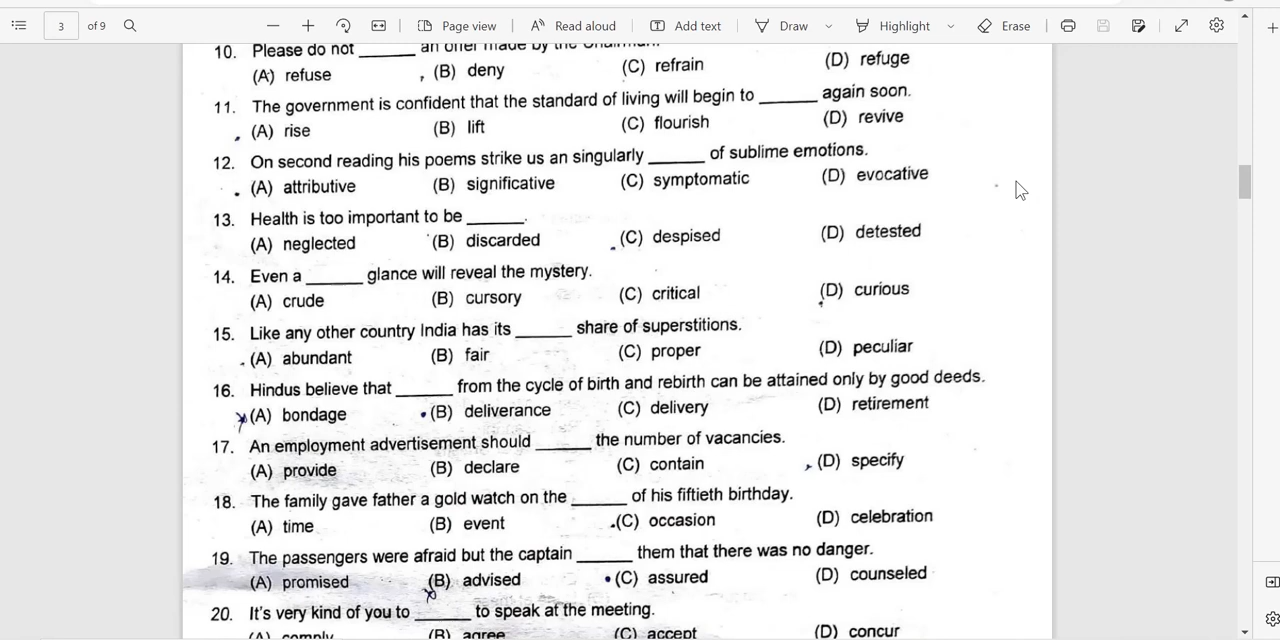 3 of 9 Page view Read aloud Add text Draw Highlight Erase
10. Please do not ______ an offer made by the Chairman.
(A) refuse (B) deny (C) refrain (D) refuge
11. The government is confident that the standard of living will begin to ______ again soon.
(A) rise (B) lift (C) flourish (D) revive
12. On second reading his poems strike us an singularly ______ of sublime emotions.
(A) attributive (B) significative (C) symptomatic (D) evocative
13. Health is too important to be ______.
(A) neglected (B) discarded (C) despised (D) detested
14. Even a ______ glance will reveal the mystery.
(A) crude (B) cursory (C) critical (D) curious
15. Like any other country India has its ______ share of superstitions.
(A) abundant (B) fair (C) proper (D) peculiar
16. Hindus believe that ______ from the cycle of birth and rebirth can be attained only by good deeds.
(A) bondage (B) deliverance (C) delivery (D) retirement
17. An employment advertisement should ______ the number of vacancies.
(A) provide (B) declare (C) contain (D) specify
18. The family gave father a gold watch on the ______ of his fiftieth birthday.
(A) time (B) event (C) occasion (D) celebration
19. The passengers were afraid but the captain ______ them that there was no danger.
(A) promised (B) advised (C) assured (D) counseled
20. It's very kind of you to ______ to speak at the meeting.
(A) comply (B) agree (C) accept (D) concur